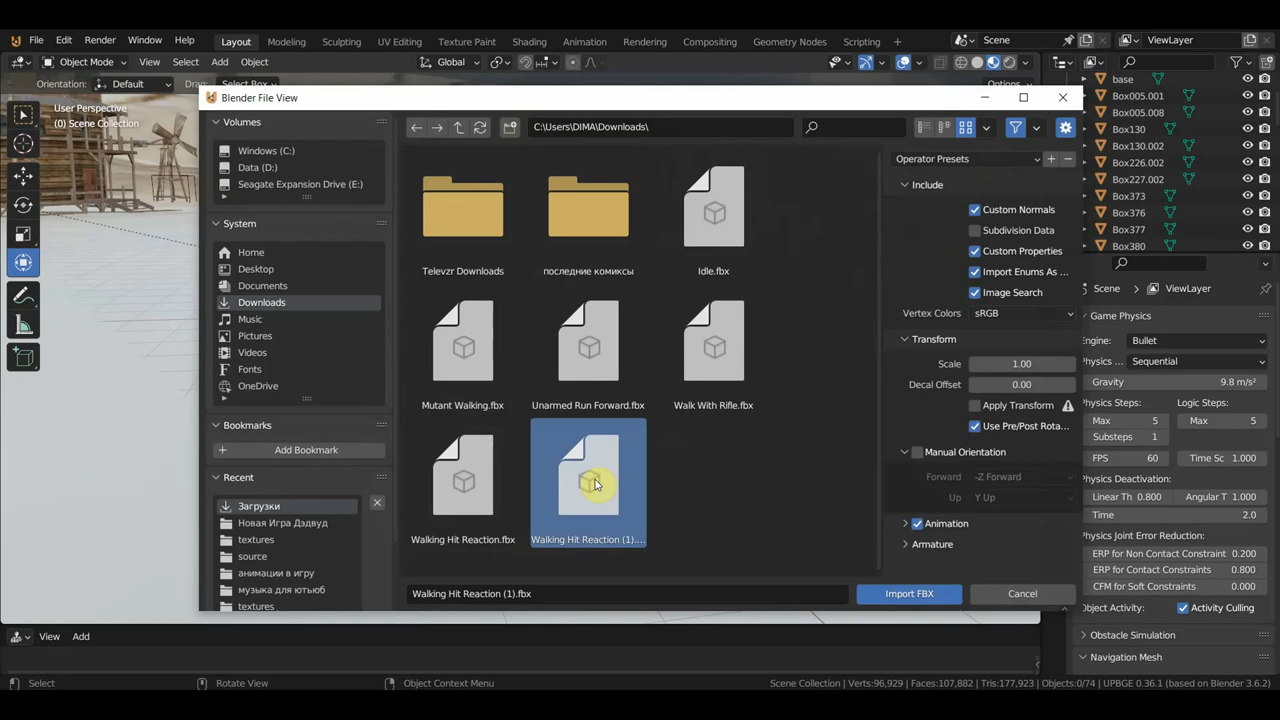 File Edit Render Window Help Layout Modeling Sculpting UV Editing Texture Paint Shading Animation Rendering Compositing Geometry Nodes Scripting + Scene ViewLayer
Object Mode View Select Add Object Global
Orientation: Default Drag: Select Box Options
User Perspective
(0) Scene Collection
Blender File View
Volumes
Windows (C:)
Data (D:)
Seagate Expansion Drive (E:)
System
Home
Desktop
Documents
Downloads
Music
Pictures
Videos
Fonts
OneDrive
Bookmarks
Add Bookmark
Recent
Загрузки
Новая Игра Дэдвуд
textures
source
анимации в игру
музыка для ютьюб
textures
C:\Users\DIMA\Downloads\
Televzr Downloads
последние комиксы
Idle.fbx
Mutant Walking.fbx
Unarmed Run Forward.fbx
Walk With Rifle.fbx
Walking Hit Reaction.fbx
Walking Hit Reaction (1)....
Walking Hit Reaction (1).fbx
Import FBX
Cancel
Operator Presets
Include
Custom Normals
Subdivision Data
Custom Properties
Import Enums As ...
Image Search
Vertex Colors sRGB
Transform
Scale 1.00
Decal Offset 0.00
Apply Transform
Use Pre/Post Rota...
Manual Orientation
Forward -Z Forward
Up Y Up
Animation
Armature
base
Box005.001
Box005.008
Box130
Box130.002
Box226.002
Box227.002
Box373
Box376
Box377
Box380
Scene ViewLayer
Game Physics
Engine: Bullet
Physics ... Sequential
Gravity 9.8 m/s²
Physics Steps: Logic Steps:
Max 5 Max 5
Substeps 1
FPS 60 Time Sc 1.000
Physics Deactivation:
Linear Th 0.800 Angular T 1.000
Time 2.0
Physics Joint Error Reduction:
ERP for Non Contact Constraint 0.200
ERP for Contact Constraints 0.800
CFM for Soft Constraints 0.000
Object Activity: Activity Culling
Obstacle Simulation
Navigation Mesh
View Add
Select Rotate View Object Context Menu Scene Collection | Verts:96,929 | Faces:107,882 | Tris:177,923 | Objects:0/74 | UPBGE 0.36.1 (based on Blender 3.6.2)